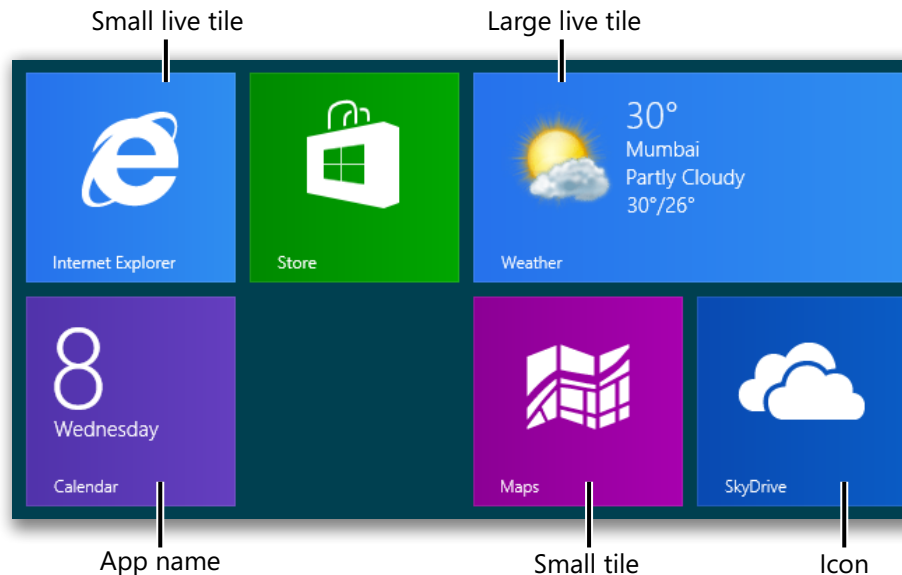 Small live tile
Large live tile
30°
Mumbai
Partly Cloudy
30°/26°
Internet Explorer
Store
Weather
8
Wednesday
Calendar
Maps
SkyDrive
App name
Small tile
Icon